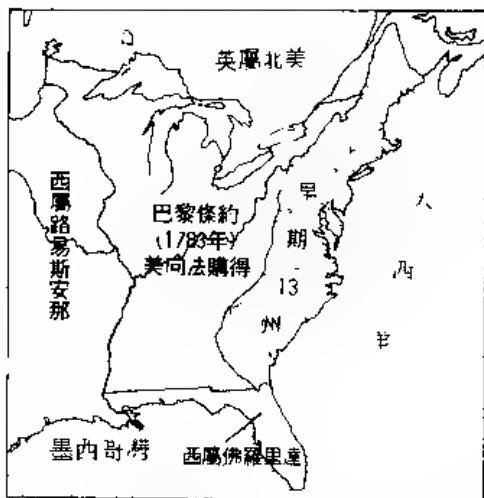 英屬北美
西屬路易斯安那
巴黎條約
(1783年)
美向法購得
早期13州
大西洋
墨西哥灣
西屬佛羅里達